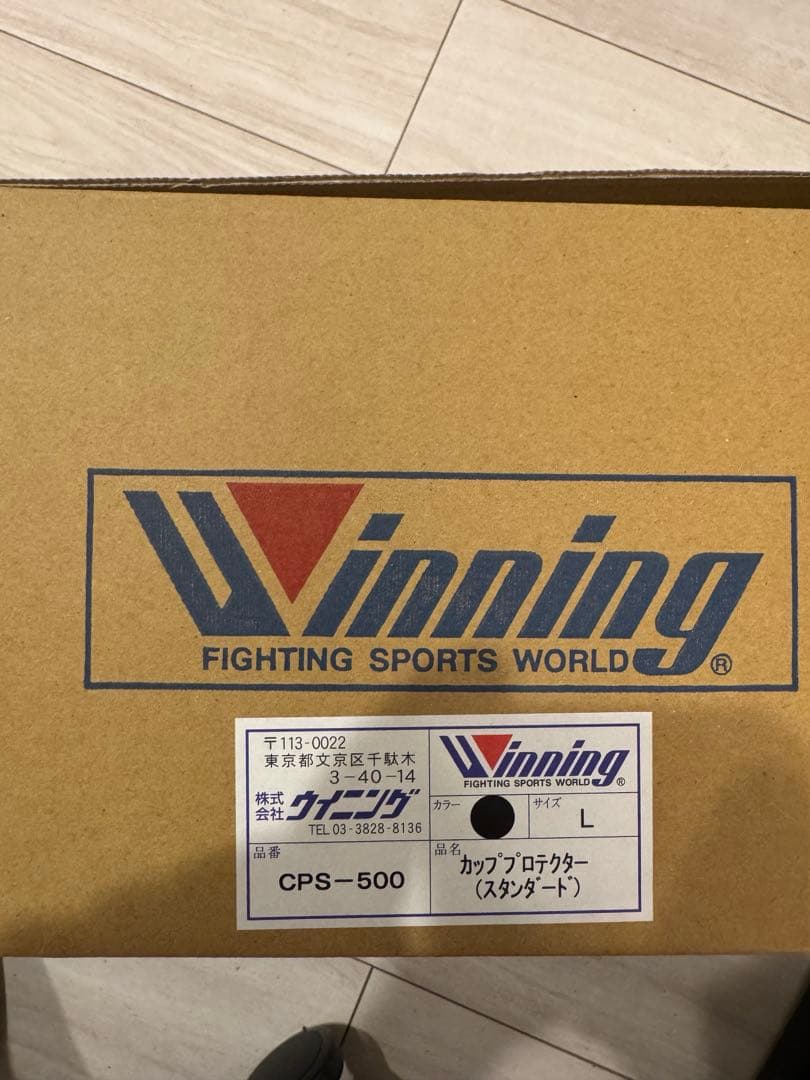 Winning
FIGHTING SPORTS WORLD®
〒113-0022
東京都文京区千駄木
3-40-14
株式会社 ウイニング
TEL 03-3828-8136
Winning
FIGHTING SPORTS WORLD®
カラー
サイズ L
品番
CPS-500
品名 カッププロテクター
(スタンダード)